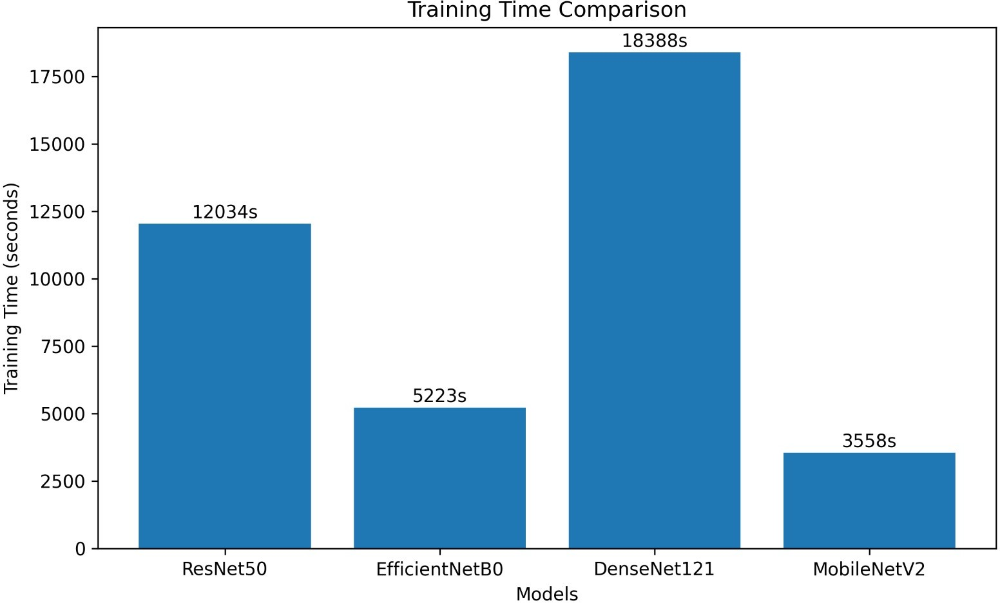 Training Time Comparison
18388s
17500
15000
12500
12034s
10000
7500
5223s
5000
3558s
2500
0
Training Time (seconds)
ResNet50 EfficientNetB0 DenseNet121 MobileNetV2
Models